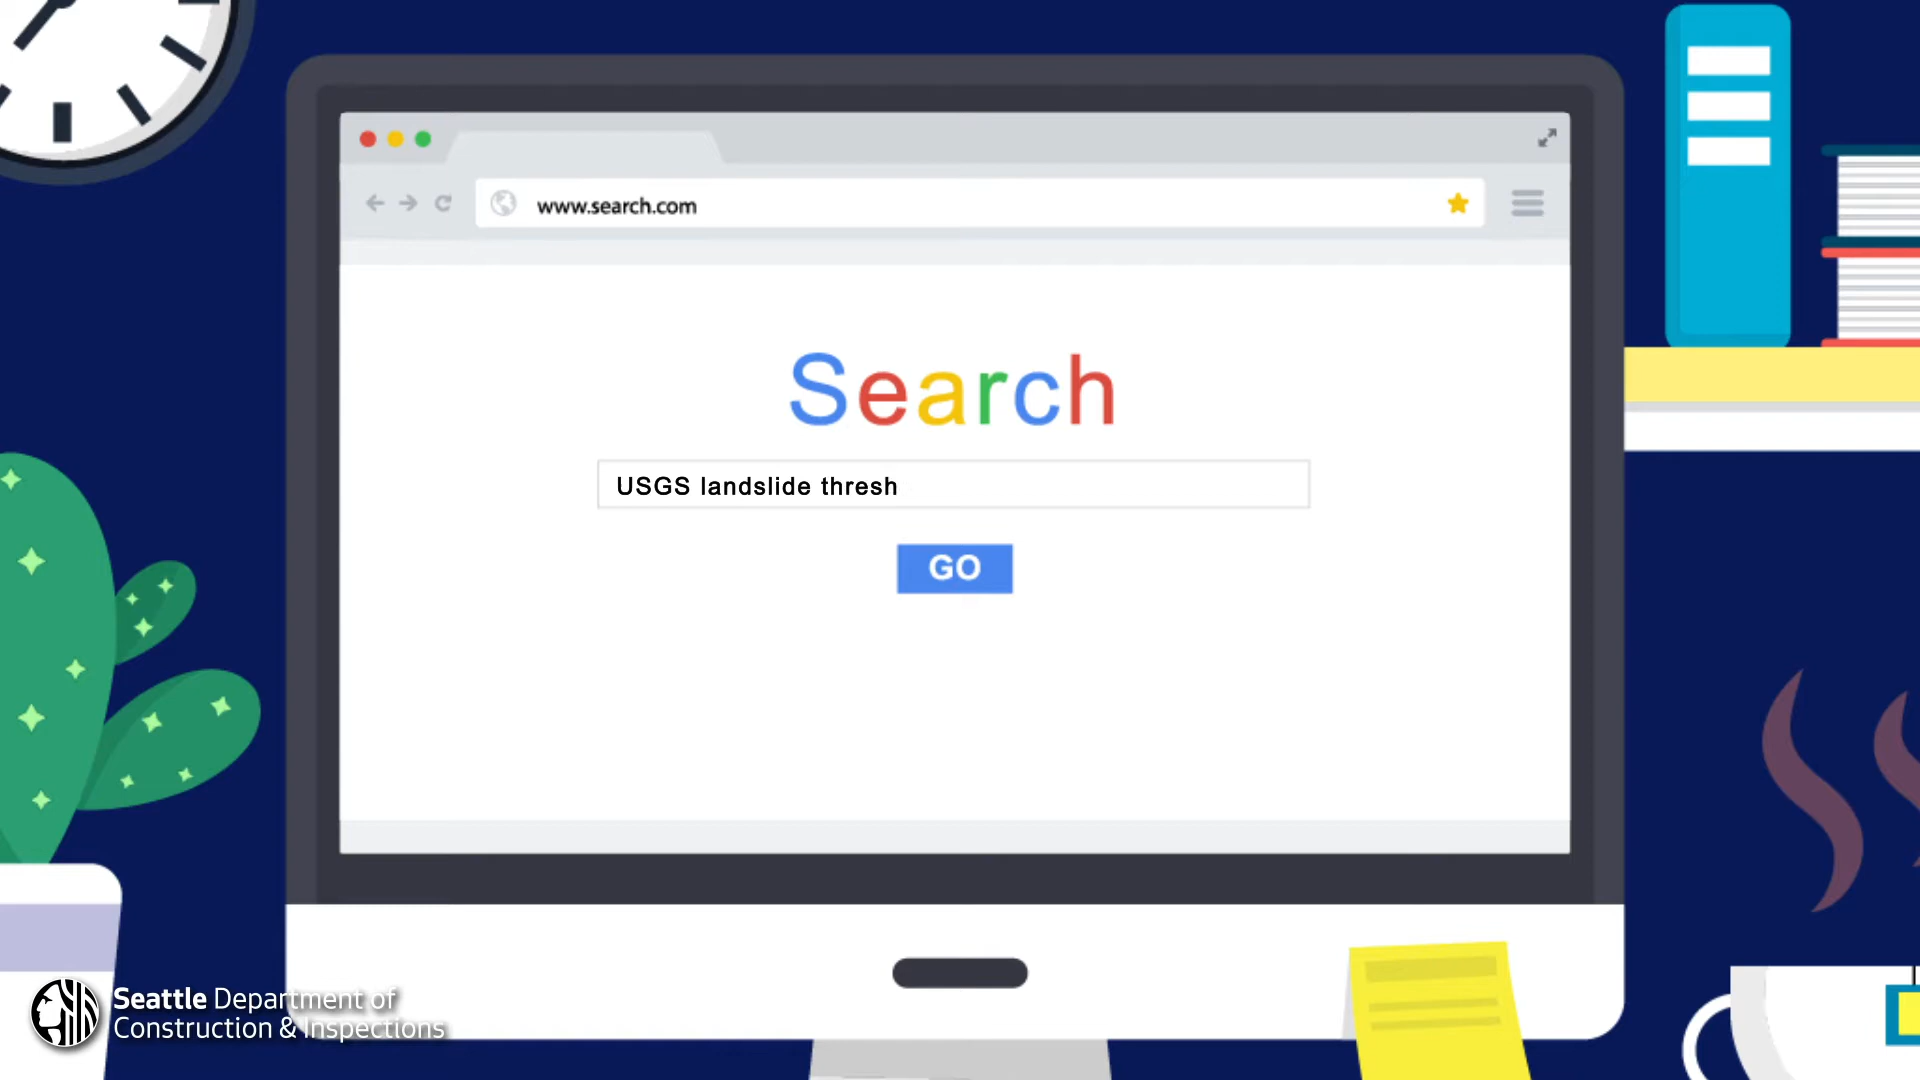 www.search.com
Search
USGS landslide thresh
GO
Seattle Department of
Construction & Inspections